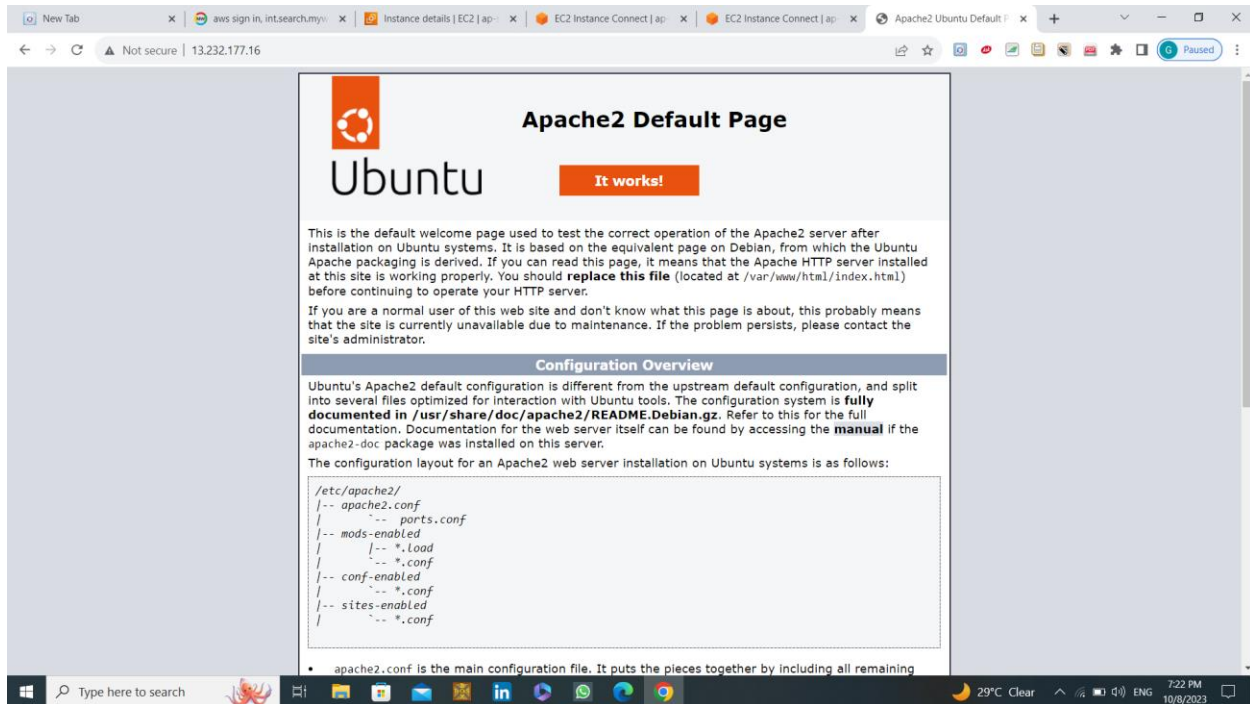 New Tab
aws sign in, int.search.myw
Instance details | EC2 | ap-
EC2 Instance Connect | ap
EC2 Instance Connect | ap
Apache2 Ubuntu Default P
Not secure | 13.232.177.16
G Paused
Ubuntu
Apache2 Default Page
It works!
This is the default welcome page used to test the correct operation of the Apache2 server after
installation on Ubuntu systems. It is based on the equivalent page on Debian, from which the Ubuntu
Apache packaging is derived. If you can read this page, it means that the Apache HTTP server installed
at this site is working properly. You should replace this file (located at /var/www/html/index.html)
before continuing to operate your HTTP server.
If you are a normal user of this web site and don't know what this page is about, this probably means
that the site is currently unavailable due to maintenance. If the problem persists, please contact the
site's administrator.
Configuration Overview
Ubuntu's Apache2 default configuration is different from the upstream default configuration, and split
into several files optimized for interaction with Ubuntu tools. The configuration system is fully
documented in /usr/share/doc/apache2/README.Debian.gz. Refer to this for the full
documentation. Documentation for the web server itself can be found by accessing the manual if the
apache2-doc package was installed on this server.
The configuration layout for an Apache2 web server installation on Ubuntu systems is as follows:
/etc/apache2/
|-- apache2.conf
|       `--  ports.conf
|-- mods-enabled
|       |-- *.load
|       `-- *.conf
|-- conf-enabled
|       `-- *.conf
|-- sites-enabled
|       `-- *.conf
• apache2.conf is the main configuration file. It puts the pieces together by including all remaining
Type here to search
in
29°C Clear
ENG
7:22 PM
10/8/2023